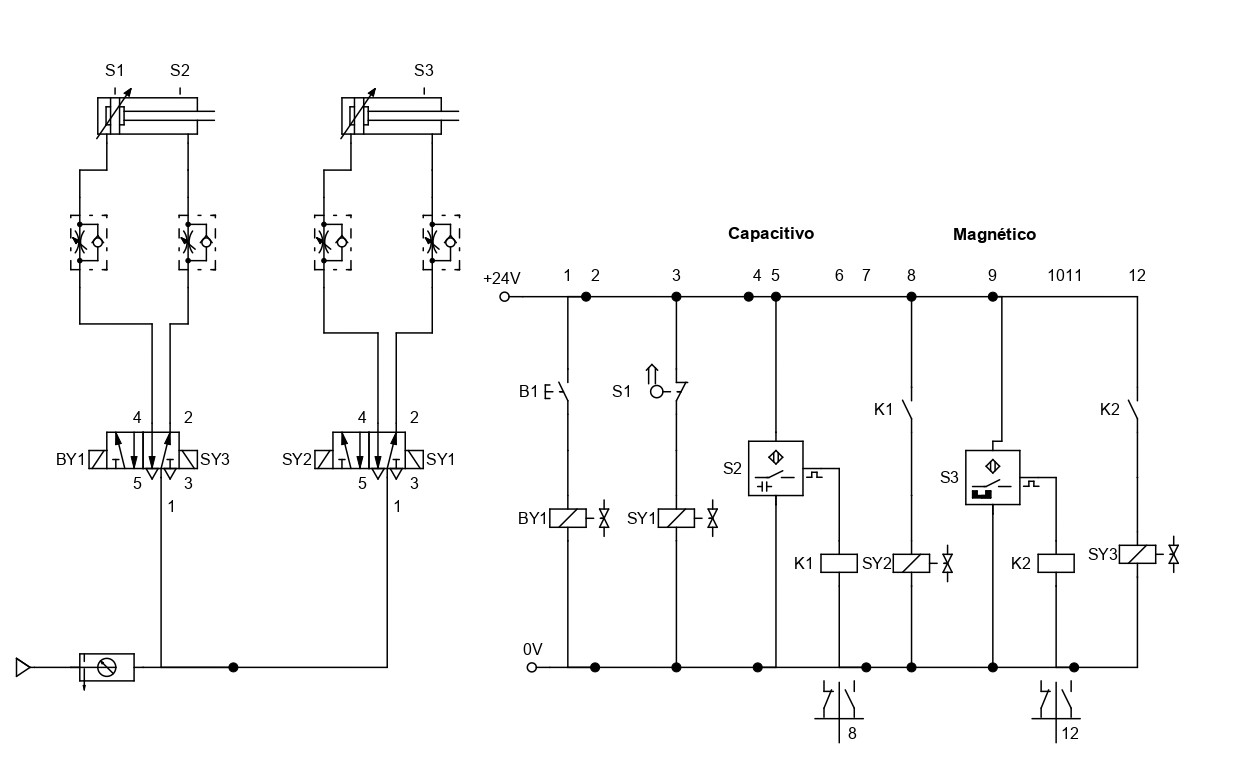 S1 S2 S3
Capacitivo Magnético
+24V 1 2 3 4 5 6 7 8 9 10 11 12
B1 S1 K1 K2
4 2 4 2
BY1 SY3 SY2 SY1 S2 S3
5 3 5 3
1 1
BY1 SY1
K1 SY2 K2 SY3
0V
8 12